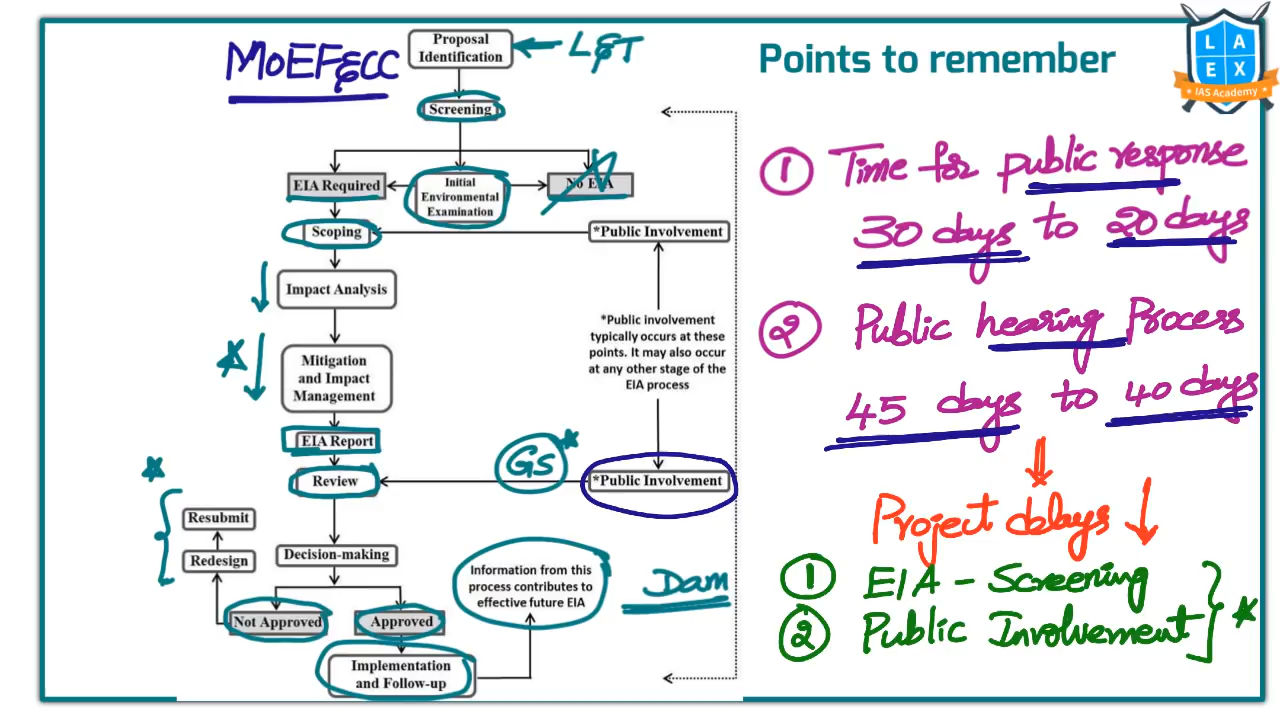 MoEF&CC
Proposal
Identification
L&T
Screening
EIA Required
Initial
Environmental
Examination
No EIA
Scoping
*Public Involvement
Impact Analysis
*Public involvement
typically occurs at these
points. It may also occur
at any other stage of the
EIA process
Mitigation
and Impact
Management
EIA Report
Review
GS
*Public Involvement
Resubmit
Redesign
Decision-making
Not Approved
Approved
Information from this
process contributes to
effective future EIA
Dam
Implementation
and Follow-up
Points to remember
L A
E X
IAS Academy
① Time for public response
30 days to 20 days
② Public hearing Process
45 days to 40 days
Project delays ↓
① EIA - Screening
② Public Involvement